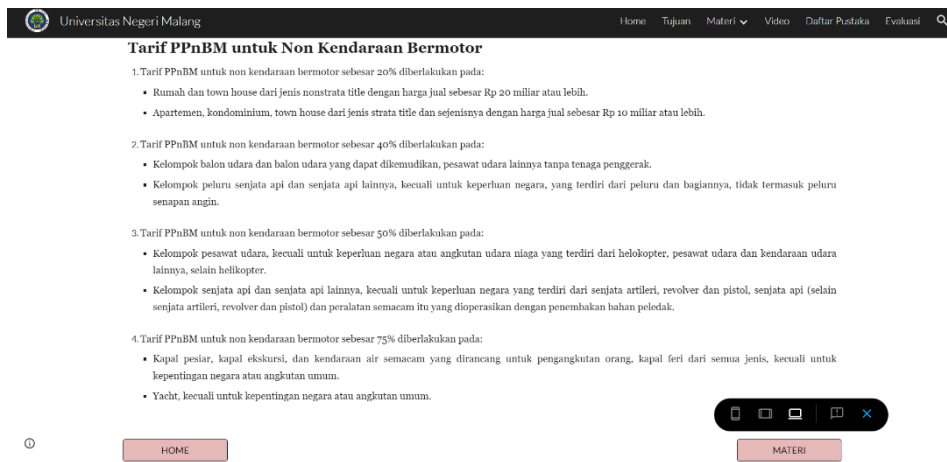 Universitas Negeri Malang
Home Tujuan Materi Video Daftar Pustaka Evaluasi
Tarif PPnBM untuk Non Kendaraan Bermotor
1. Tarif PPnBM untuk non kendaraan bermotor sebesar 20% diberlakukan pada:
▪ Rumah dan town house dari jenis nonstrata title dengan harga jual sebesar Rp 20 miliar atau lebih.
▪ Apartemen, kondominium, town house dari jenis strata title dan sejenisnya dengan harga jual sebesar Rp 10 miliar atau lebih.
2. Tarif PPnBM untuk non kendaraan bermotor sebesar 40% diberlakukan pada:
▪ Kelompok balon udara dan balon udara yang dapat dikemudikan, pesawat udara lainnya tanpa tenaga penggerak.
▪ Kelompok peluru senjata api dan senjata api lainnya, kecuali untuk keperluan negara, yang terdiri dari peluru dan bagiannya, tidak termasuk peluru
senapan angin.
3. Tarif PPnBM untuk non kendaraan bermotor sebesar 50% diberlakukan pada:
▪ Kelompok pesawat udara, kecuali untuk keperluan negara atau angkutan udara niaga yang terdiri dari helokopter, pesawat udara dan kendaraan udara
lainnya, selain helikopter.
▪ Kelompok senjata api dan senjata api lainnya, kecuali untuk keperluan negara yang terdiri dari senjata artileri, revolver dan pistol, senjata api (selain
senjata artileri, revolver dan pistol) dan peralatan semacam itu yang dioperasikan dengan penembakan bahan peledak.
4. Tarif PPnBM untuk non kendaraan bermotor sebesar 75% diberlakukan pada:
▪ Kapal pesiar, kapal ekskursi, dan kendaraan air semacam yang dirancang untuk pengangkutan orang, kapal feri dari semua jenis, kecuali untuk
kepentingan negara atau angkutan umum.
▪ Yacht, kecuali untuk kepentingan negara atau angkutan umum.
HOME
MATERI